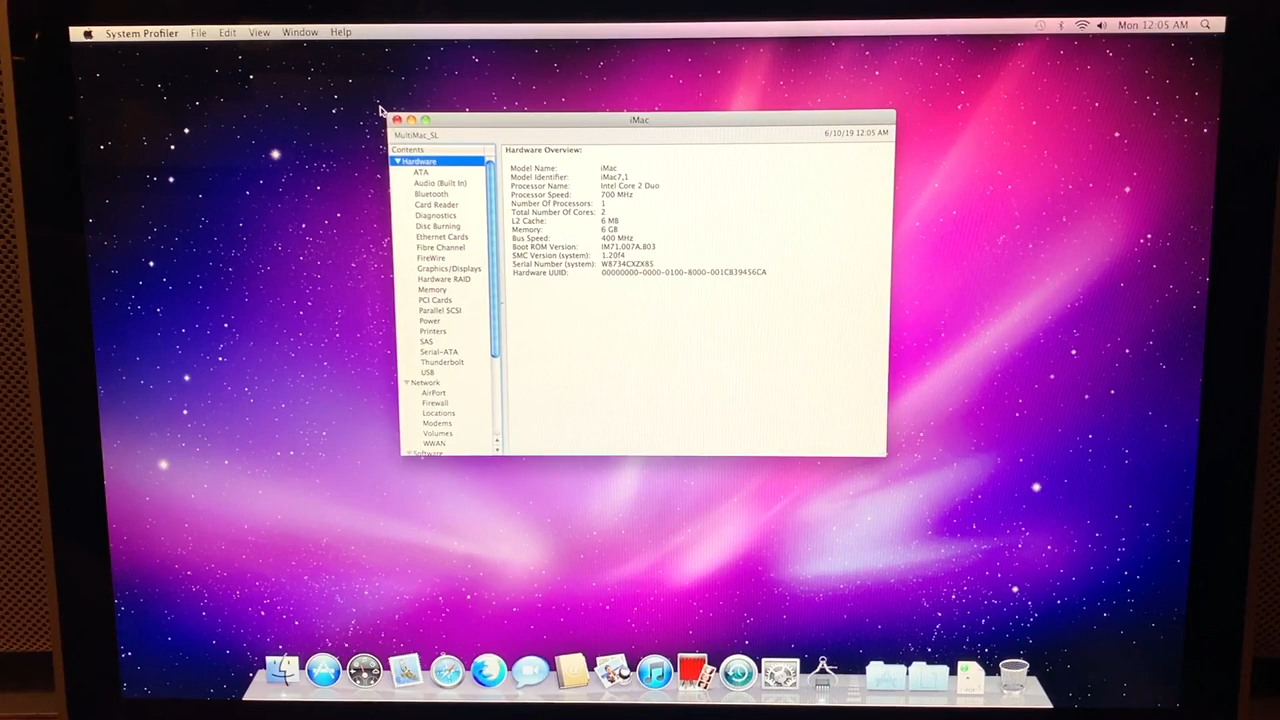 System Profiler File Edit View Window Help Mon 12:05 AM
iMac
MultiMac_SL 6/10/19 12:05 AM
Contents
Hardware
ATA
Audio (Built In)
Bluetooth
Card Reader
Diagnostics
Disc Burning
Ethernet Cards
Fibre Channel
FireWire
Graphics/Displays
Hardware RAID
Memory
PCI Cards
Parallel SCSI
Power
Printers
SAS
Serial-ATA
Thunderbolt
USB
Network
AirPort
Firewall
Locations
Modems
Volumes
WWAN
Software
Hardware Overview:
Model Name: iMac
Model Identifier: iMac7,1
Processor Name: Intel Core 2 Duo
Processor Speed: 700 MHz
Number Of Processors: 1
Total Number Of Cores: 2
L2 Cache: 6 MB
Memory: 6 GB
Bus Speed: 400 MHz
Boot ROM Version: IM71.007A.B03
SMC Version (system): 1.20f4
Serial Number (system): W8734CXZX85
Hardware UUID: 00000000-0000-0100-8000-001CB39456CA